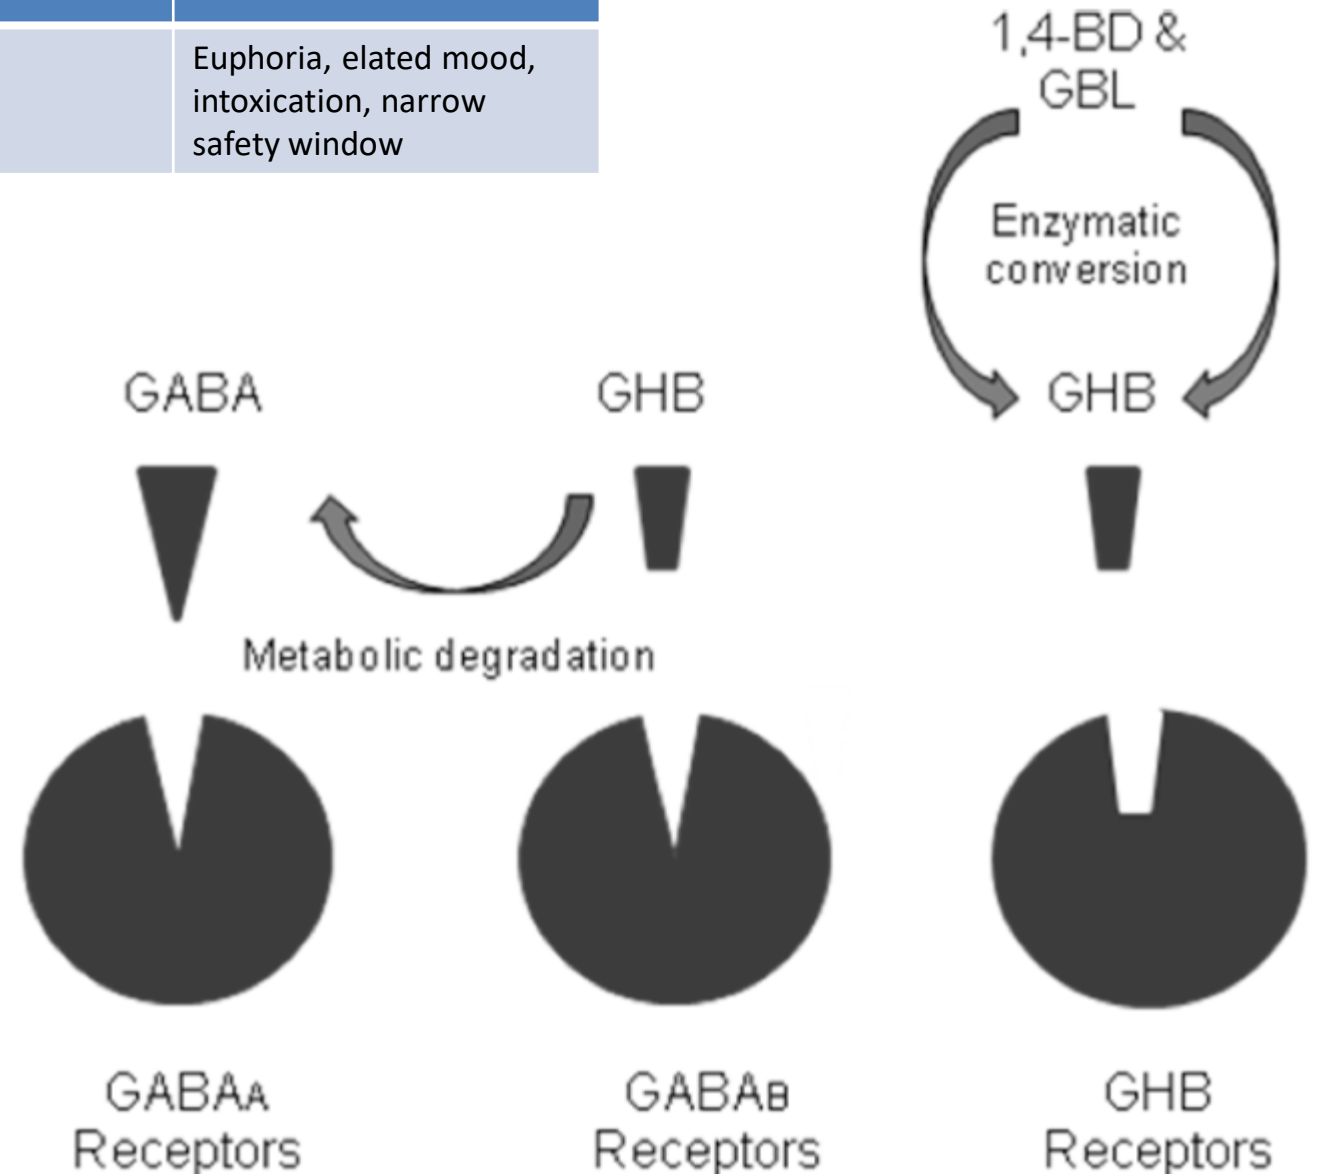 Euphoria, elated mood,
intoxication, narrow
safety window
1,4-BD &
GBL
Enzymatic
conversion
GABA
GHB
GHB
Metabolic degradation
GABAA
Receptors
GABAB
Receptors
GHB
Receptors